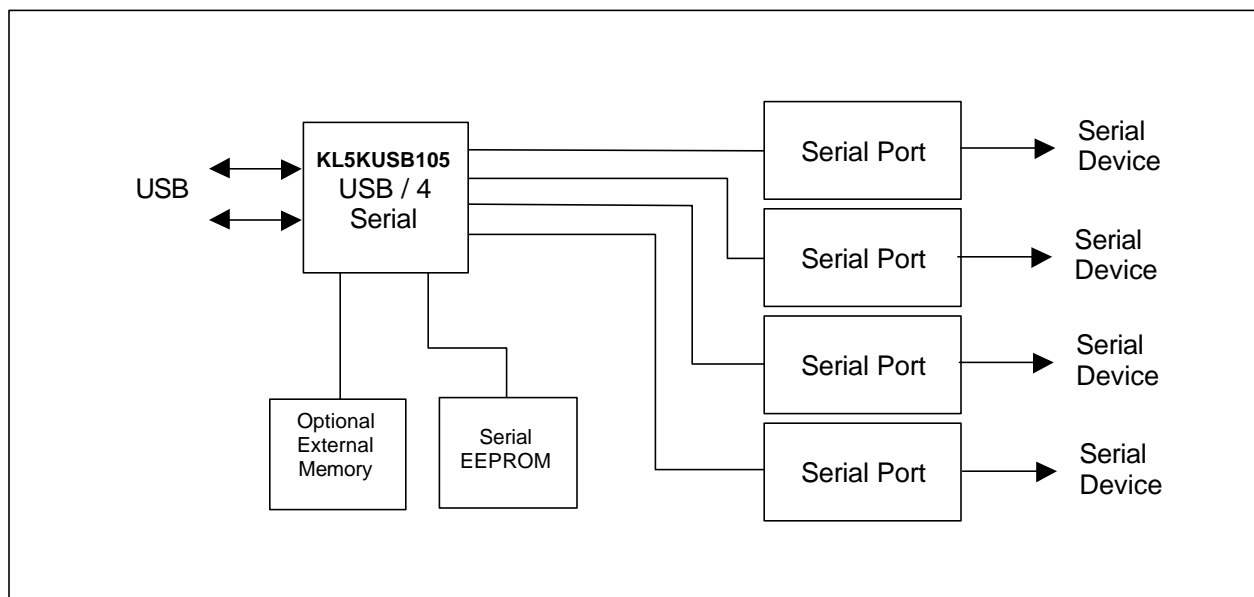 USB
KL5KUSB105
USB / 4
Serial
Serial Port
Serial
Device
Serial Port
Serial
Device
Serial Port
Serial
Device
Serial Port
Serial
Device
Optional
External
Memory
Serial
EEPROM